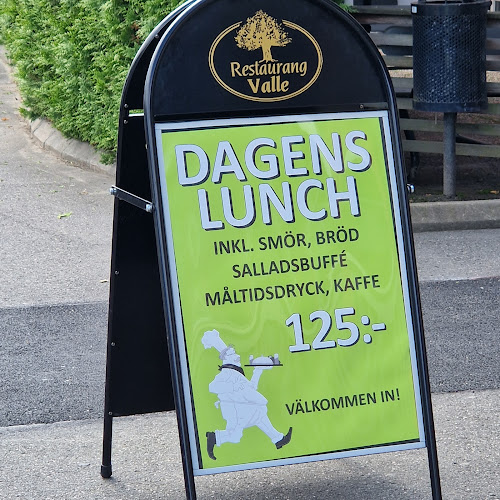 Restaurang
Valle
DAGENS
LUNCH
INKL. SMÖR, BRÖD
SALLADSBUFFÉ
MÅLTIDSDRYCK, KAFFE
125:-
VÄLKOMMEN IN!